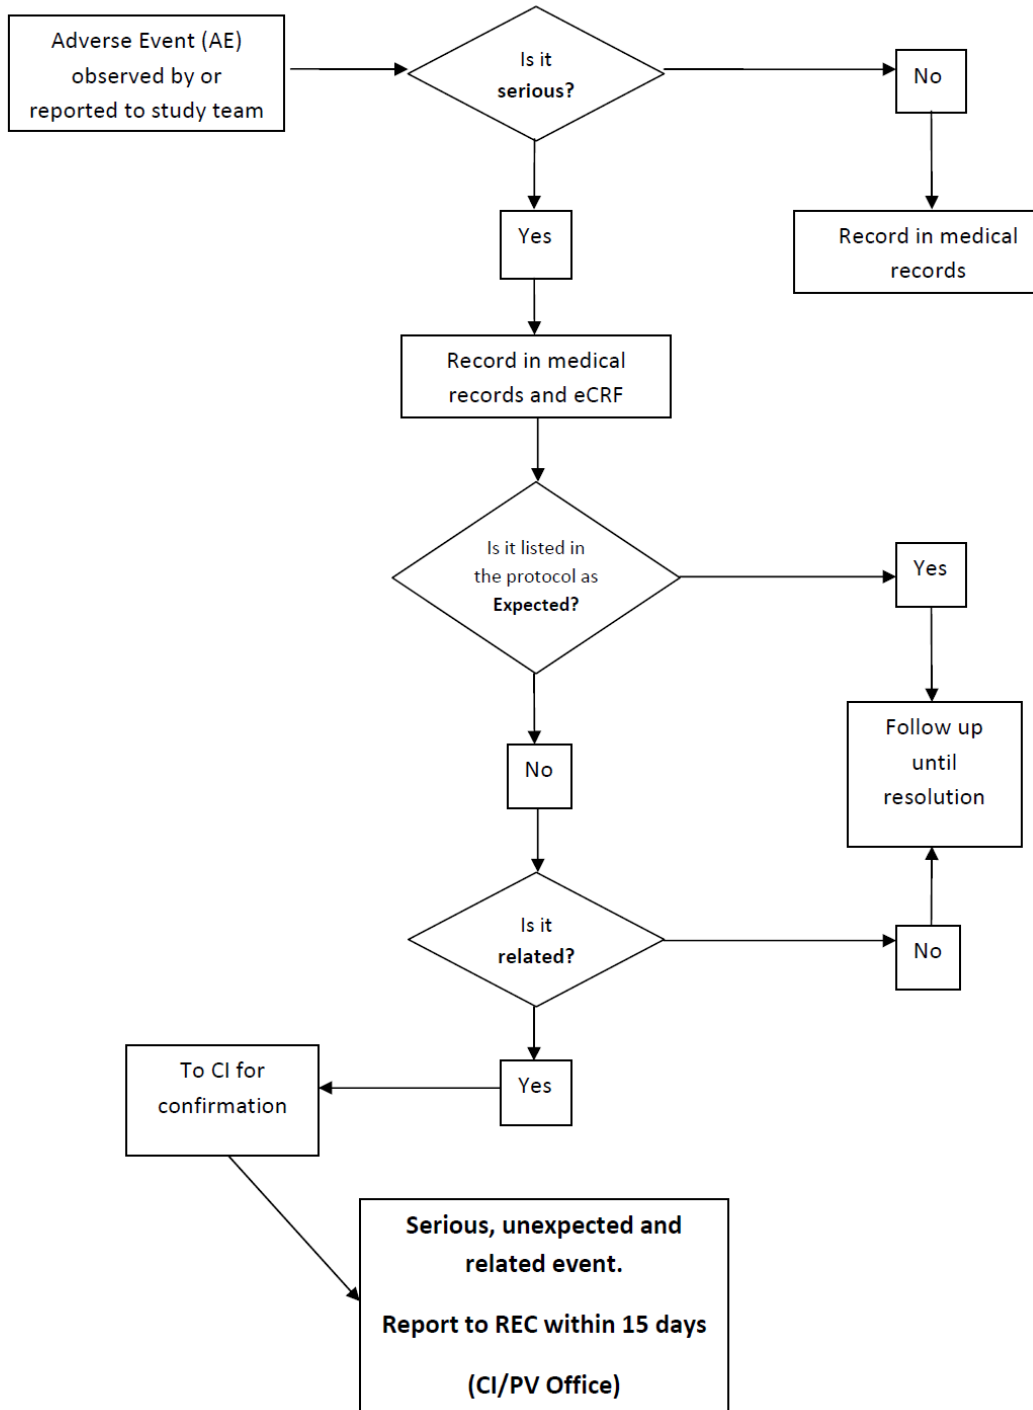 Adverse Event (AE)
observed by or
reported to study team
Is it
serious?
No
Yes
Record in medical
records
Record in medical
records and eCRF
Is it listed in
the protocol as
Expected?
Yes
No
Follow up
until
resolution
Is it
related?
No
Yes
To CI for
confirmation
Serious, unexpected and
related event.
Report to REC within 15 days
(CI/PV Office)